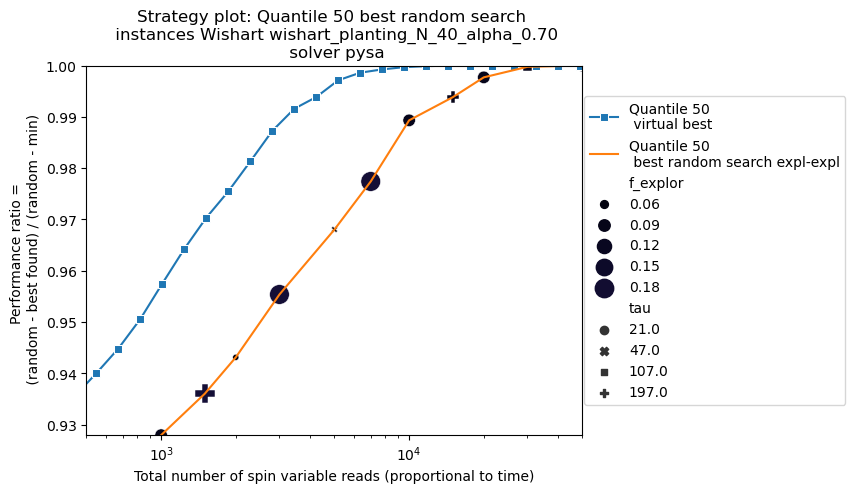 Strategy plot: Quantile 50 best random search
instances Wishart wishart_planting_N_40_alpha_0.70
solver pysa
1.00
0.99
0.98
0.97
0.96
0.95
0.94
0.93
Performance ratio =
(random - best found) / (random - min)
10^3
10^4
Total number of spin variable reads (proportional to time)
Quantile 50
virtual best
Quantile 50
best random search expl-expl
f_explor
0.06
0.09
0.12
0.15
0.18
tau
21.0
47.0
107.0
197.0